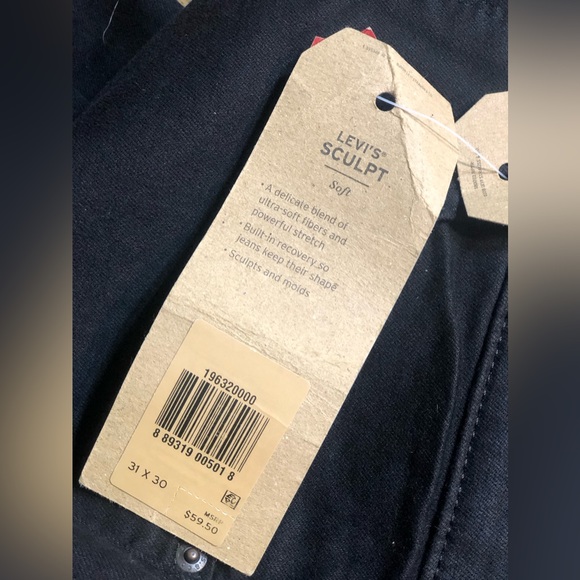 LEVI'S®
SCULPT
Soft
• A delicate blend of
ultra-soft fibers and
powerful stretch
• Built-in recovery so
jeans keep their shape
• Sculpts and molds
196320000
8 89319 00501 8
31 X 30
MSRP
$59.50